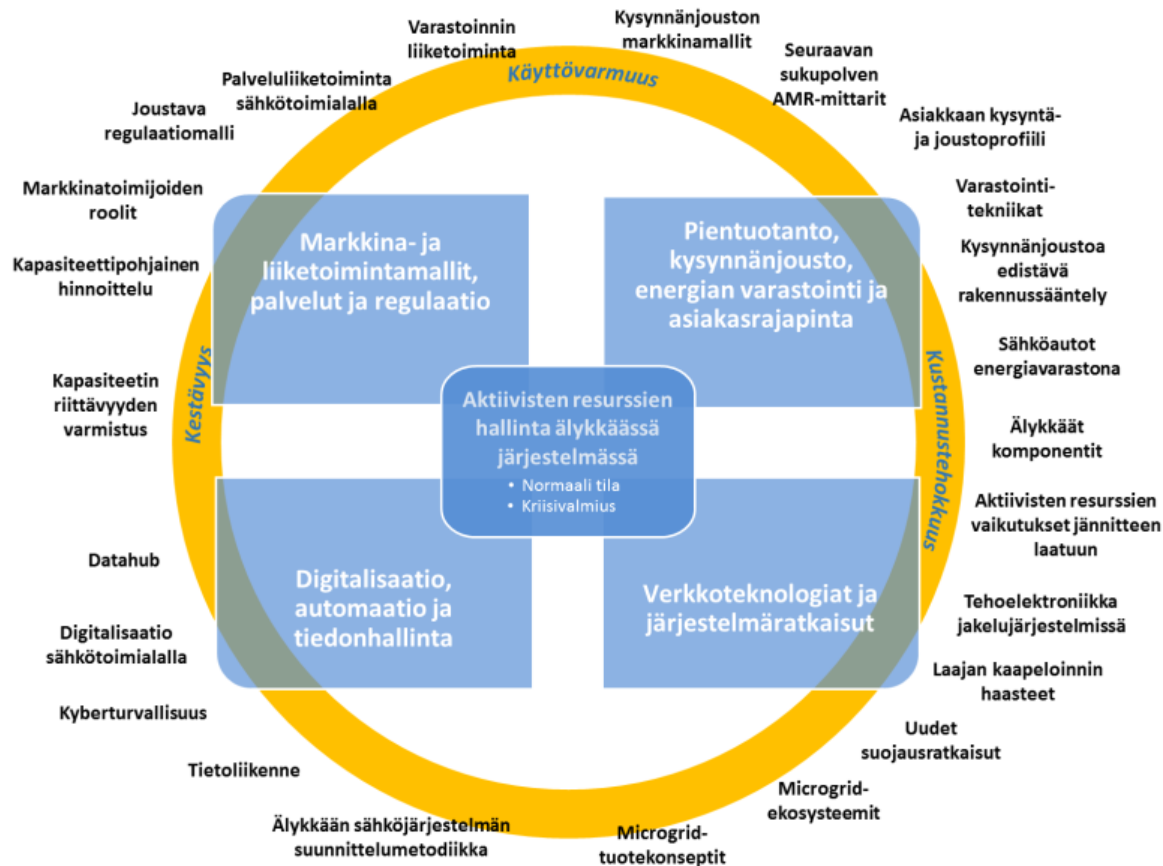 Varastoinnin
liiketoiminta
Kysynnänjouston
markkinamallit
Seuraavan
sukupolven
AMR-mittarit
Palveluliiketoiminta
sähkötoimialalla
Joustava
regulaatiomalli
Asiakkaan kysyntä-
ja joustoprofiili
Markkinatoimijoiden
roolit
Varastointi-
tekniikat
Kapasiteettipohjainen
hinnoittelu
Kysynnänjoustoa
edistävä
rakennussääntely
Kapasiteetin
riittävyyden
varmistus
Sähköautot
energiavarastona
Älykkäät
komponentit
Aktiivisten resurssien
vaikutukset jännitteen
laatuun
Datahub
Tehoelektroniikka
jakelujärjestelmissä
Digitalisaatio
sähkötoimialalla
Laajan kaapeloinnin
haasteet
Kyberturvallisuus
Uudet
suojausratkaisut
Tietoliikenne
Microgrid-
ekosysteemit
Älykkään sähköjärjestelmän
suunnittelumetodiikka
Microgrid-
tuotekonseptit
Käyttövarmuus
Kestävyys
Kustannustehokkuus
Markkina- ja
liiketoimintamallit,
palvelut ja regulaatio
Pientuotanto,
kysynnänjousto,
energian varastointi ja
asiakasrajapinta
Aktiivisten resurssien
hallinta älykkäässä
järjestelmässä
• Normaali tila
• Kriisivalmius
Digitalisaatio,
automaatio ja
tiedonhallinta
Verkkoteknologiat ja
järjestelmäratkaisut